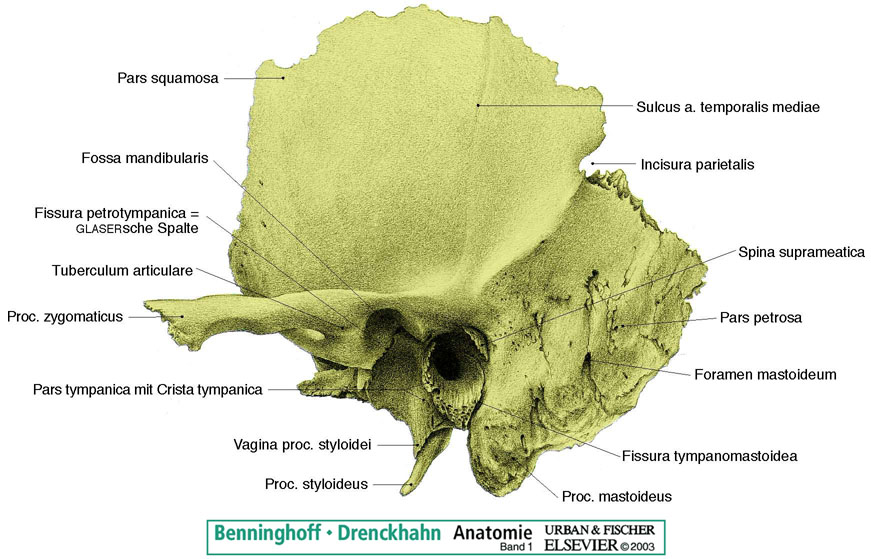 Pars squamosa
Sulcus a. temporalis mediae
Fossa mandibularis
Incisura parietalis
Fissura petrotympanica =
GLASERsche Spalte
Spina suprameatica
Tuberculum articulare
Proc. zygomaticus
Pars petrosa
Foramen mastoideum
Pars tympanica mit Crista tympanica
Vagina proc. styloidei
Fissura tympanomastoidea
Proc. styloideus
Proc. mastoideus
Benninghoff • Drenckhahn Anatomie
Band 1
URBAN & FISCHER
ELSEVIER © 2003